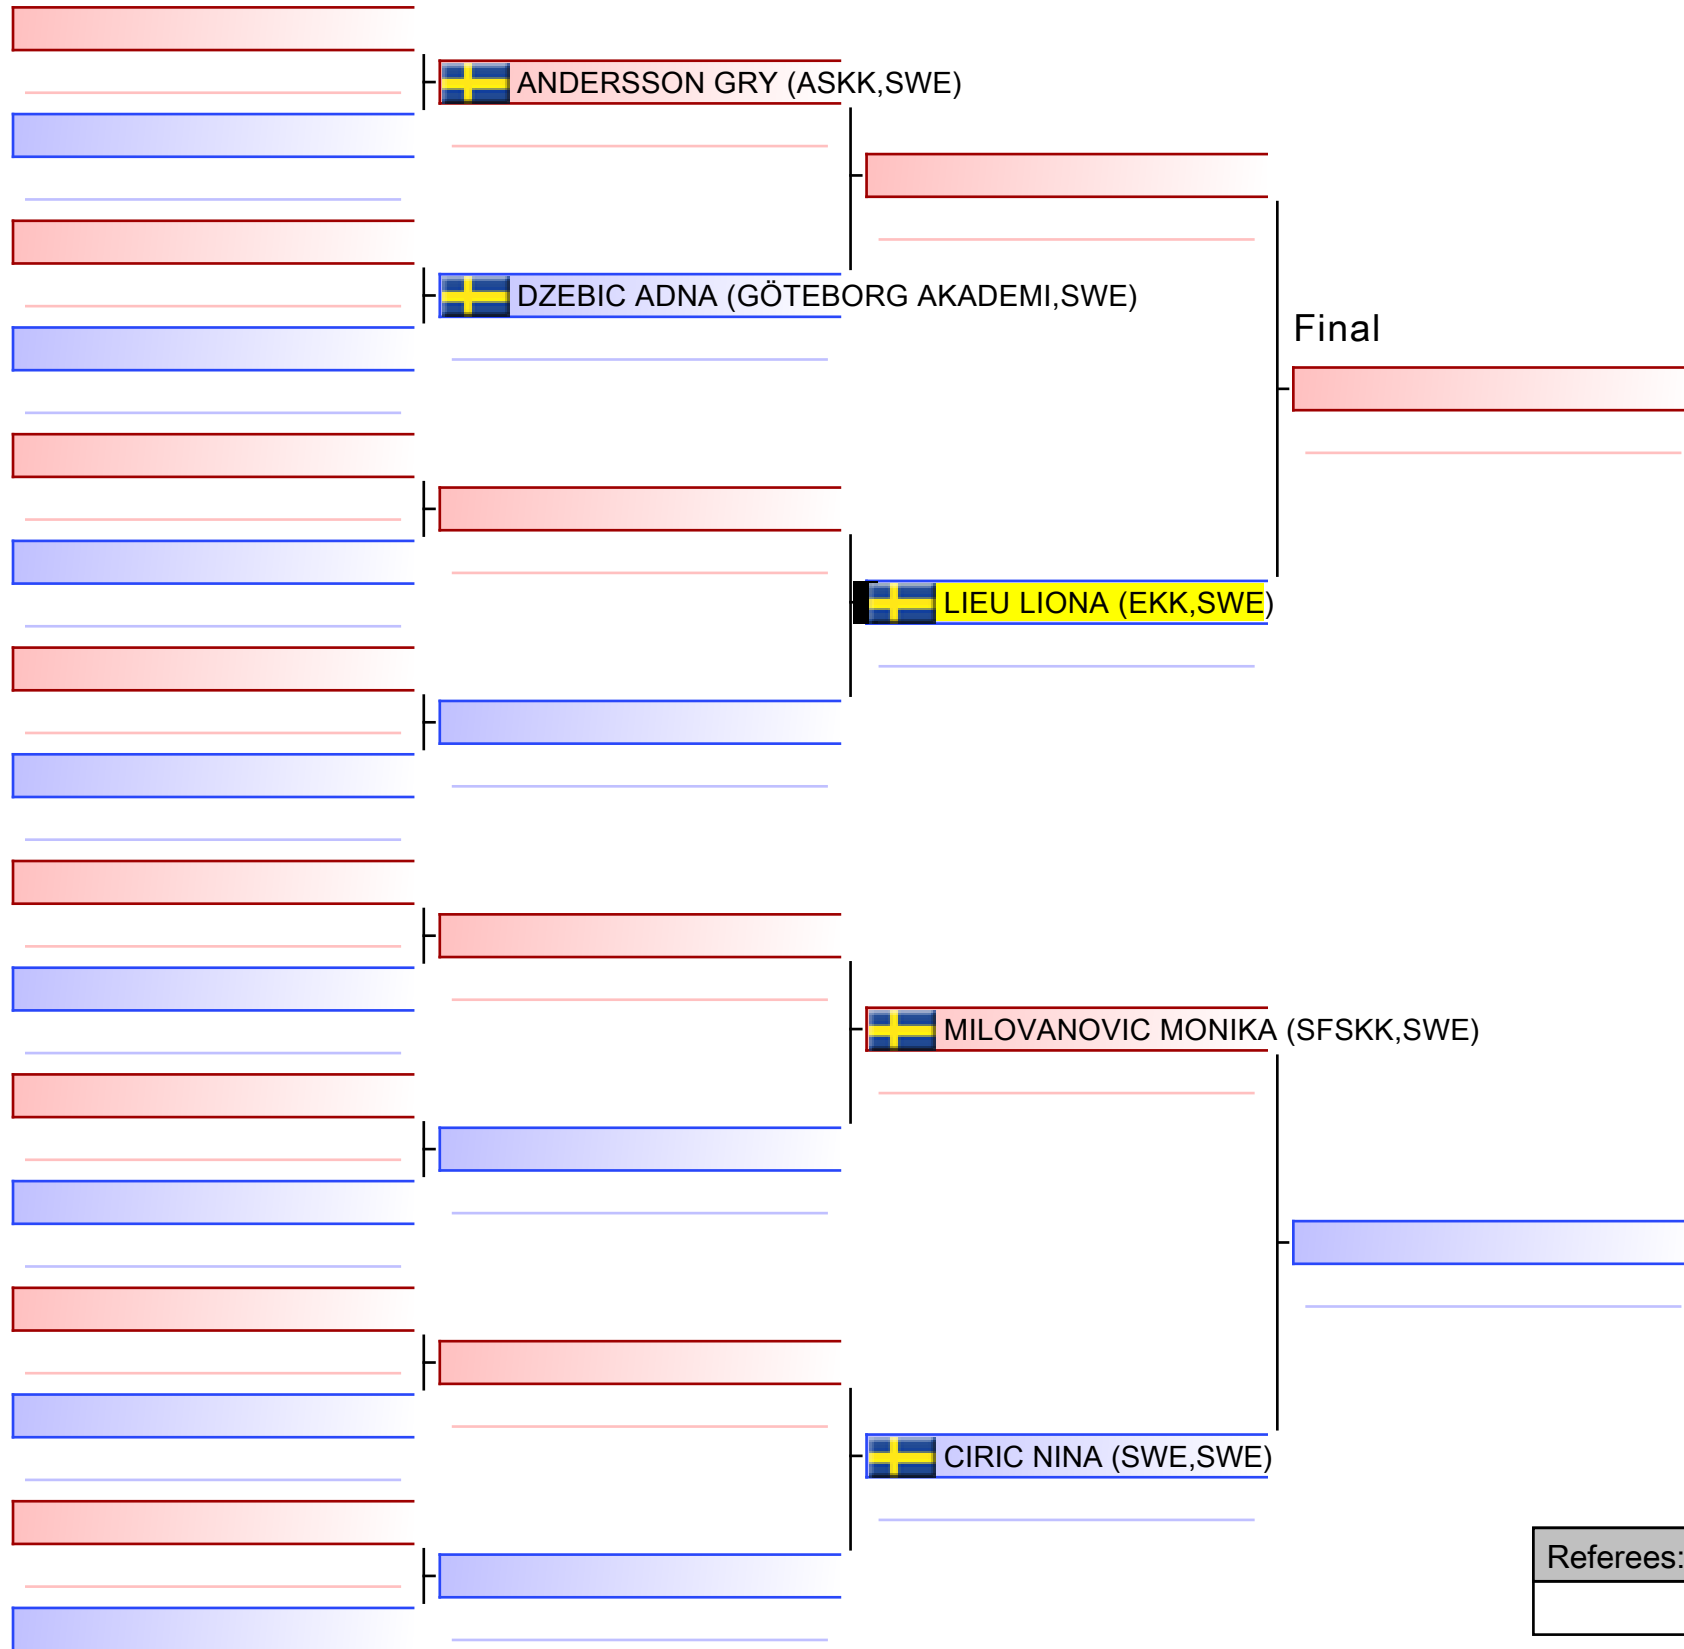 ANDERSSON GRY (ASKK,SWE)
DZEBIC ADNA (GÖTEBORG AKADEMI,SWE)
Final
LIEU LIONA (EKK,SWE)
MILOVANOVIC MONIKA (SFSKK,SWE)
CIRIC NINA (SWE,SWE)
Referees: